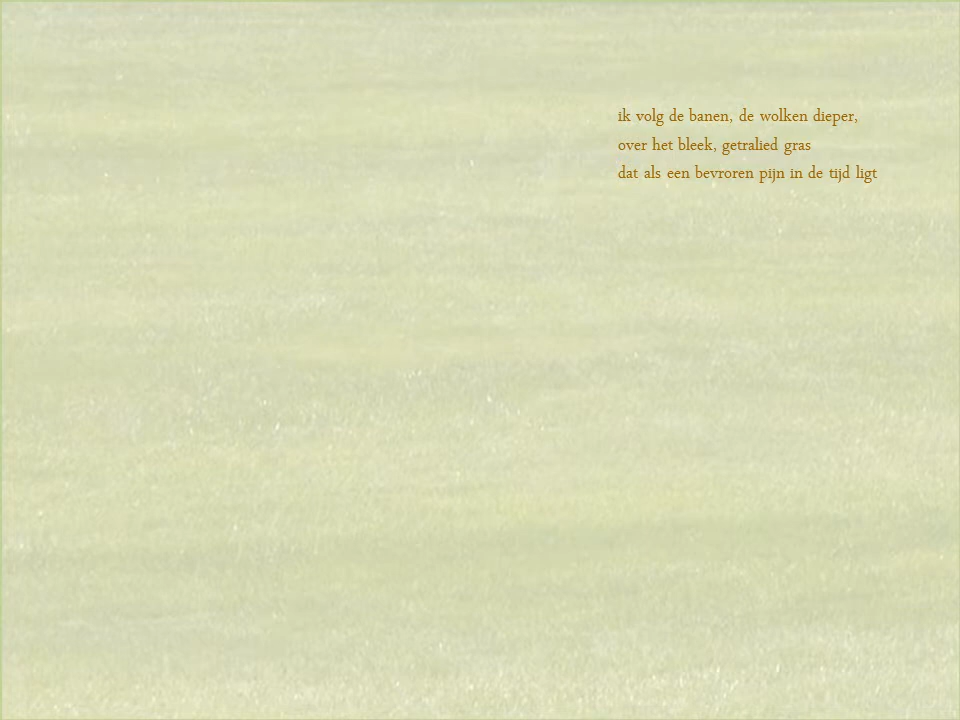 ik volg de banen, de wolken dieper,
over het bleek, getralied gras
dat als een bevroren pijn in de tijd ligt